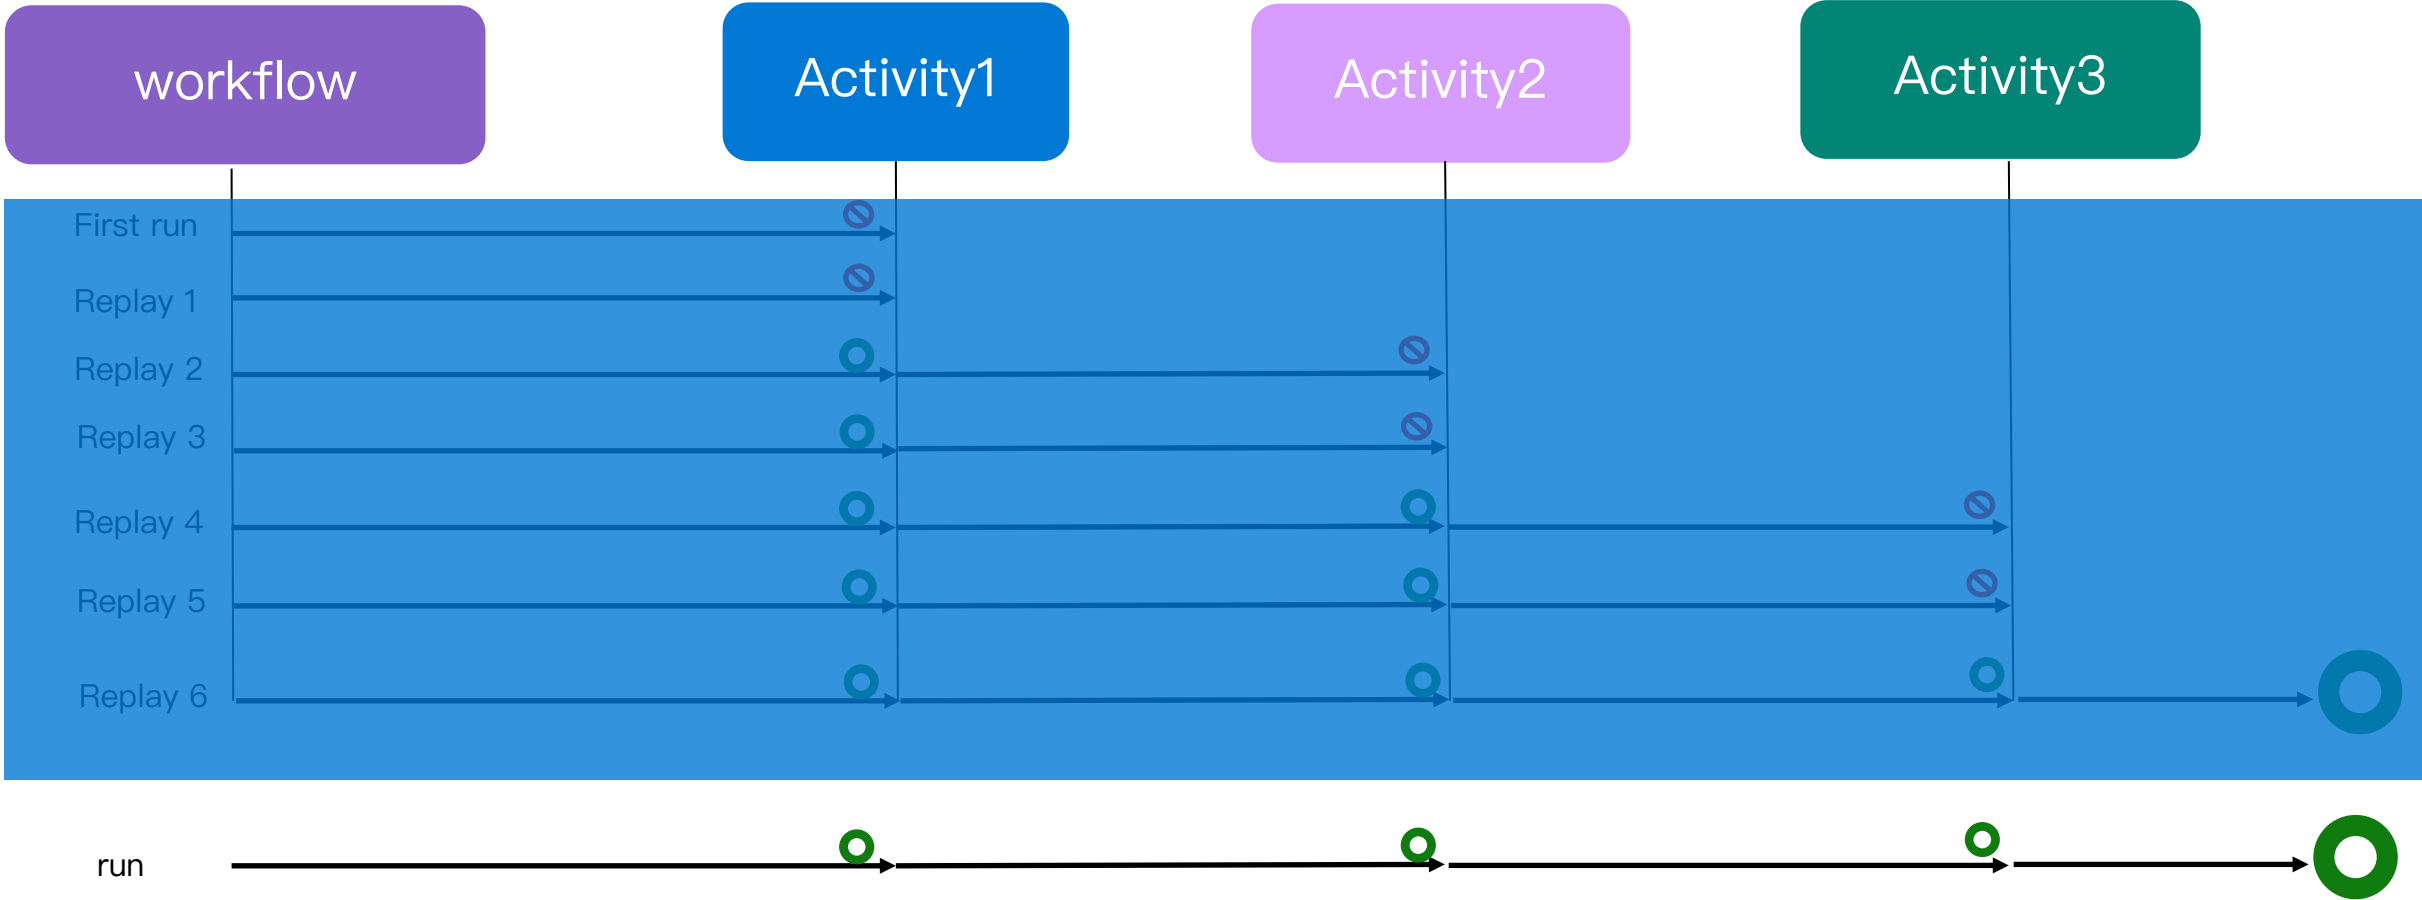 workflow
Activity1
Activity2
Activity3
First run
Replay 1
Replay 2
Replay 3
Replay 4
Replay 5
Replay 6
run